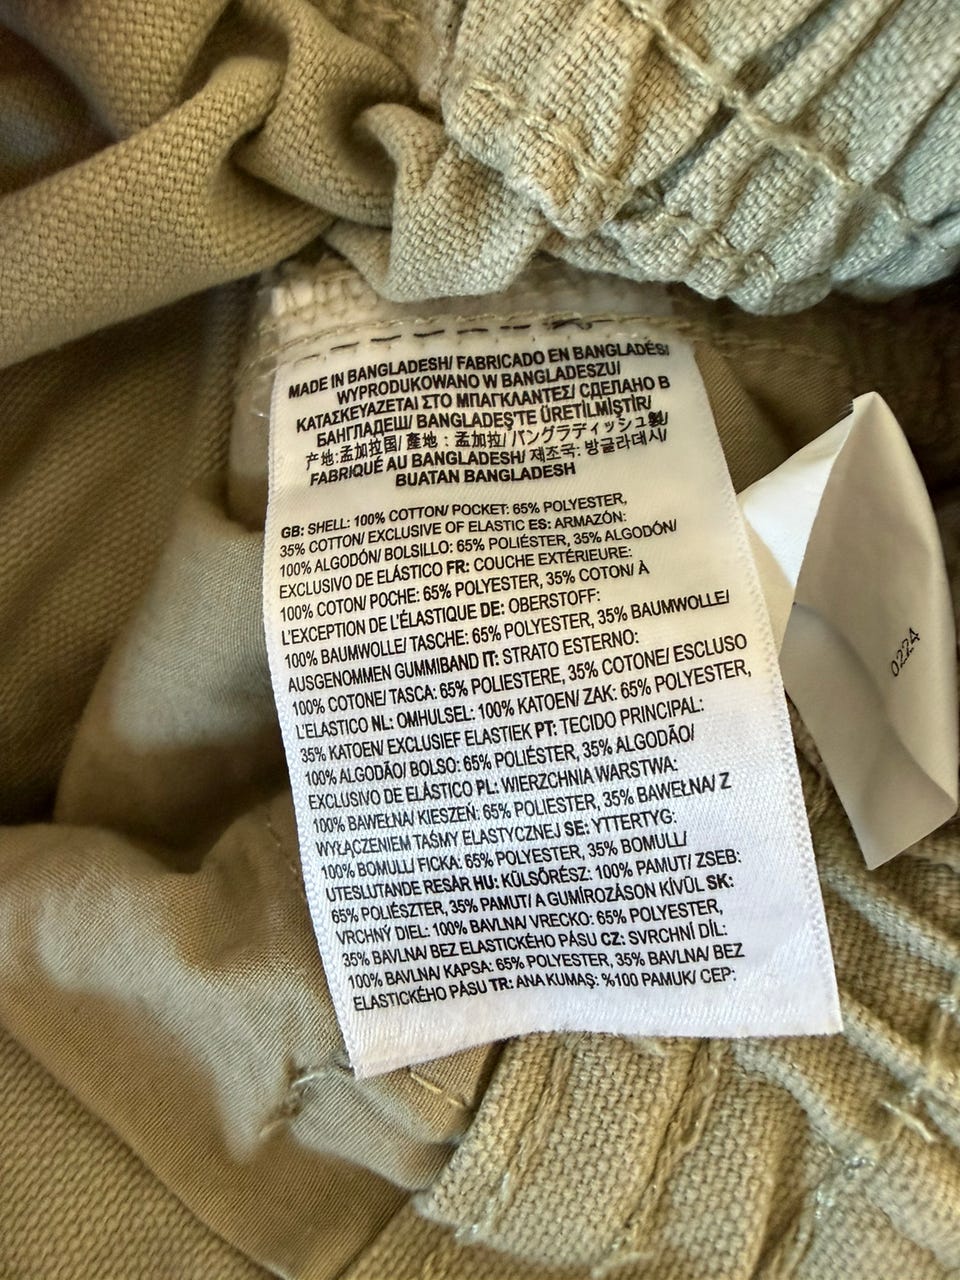 MADE IN BANGLADESH/ FABRICADO EN BANGLADÉS/
WYPRODUKOWANO W BANGLADESZU/
ΚΑΤΑΣΚΕΥΑΖΕΤΑΙ ΣΤΟ ΜΠΑΓΚΛΑΝΤΕΣ/ СДЕЛАНО В
БАНГЛАДЕШ/ BANGLADEŞ'TE ÜRETİLMİŞTİR/
产地:孟加拉国/ 產地：孟加拉/ バングラディッシュ製/
FABRIQUÉ AU BANGLADESH/ 제조국: 방글라데시/
BUATAN BANGLADESH
GB: SHELL: 100% COTTON/ POCKET: 65% POLYESTER,
35% COTTON/ EXCLUSIVE OF ELASTIC ES: ARMAZÓN:
100% ALGODÓN/ BOLSILLO: 65% POLIÉSTER, 35% ALGODÓN/
EXCLUSIVO DE ELÁSTICO FR: COUCHE EXTÉRIEURE:
100% COTON/ POCHE: 65% POLYESTER, 35% COTON/ À
L'EXCEPTION DE L'ÉLASTIQUE DE: OBERSTOFF:
100% BAUMWOLLE/ TASCHE: 65% POLYESTER, 35% BAUMWOLLE/
AUSGENOMMEN GUMMIBAND IT: STRATO ESTERNO:
100% COTONE/ TASCA: 65% POLIESTERE, 35% COTONE/ ESCLUSO
L'ELASTICO NL: OMHULSEL: 100% KATOEN/ ZAK: 65% POLYESTER,
35% KATOEN/ EXCLUSIEF ELASTIEK PT: TECIDO PRINCIPAL:
100% ALGODÃO/ BOLSO: 65% POLIÉSTER, 35% ALGODÃO/
EXCLUSIVO DE ELÁSTICO PL: WIERZCHNIA WARSTWA:
100% BAWEŁNA/ KIESZEŃ: 65% POLIESTER, 35% BAWEŁNA/ Z
WYŁĄCZENIEM TAŚMY ELASTYCZNEJ SE: YTTERTYG:
100% BOMULL/ FICKA: 65% POLYESTER, 35% BOMULL/
UTESLUTANDE RESÅR HU: KÜLSŐRÉSZ: 100% PAMUT/ ZSEB:
65% POLIÉSZTER, 35% PAMUT/ A GUMÍROZÁSON KÍVÜL SK:
VRCHNÝ DIEL: 100% BAVLNA/ VRECKO: 65% POLYESTER,
35% BAVLNA/ BEZ ELASTICKÉHO PÁSU CZ: SVRCHNÍ DÍL:
100% BAVLNA/ KAPSA: 65% POLYESTER, 35% BAVLNA/ BEZ
ELASTICKÉHO PÁSU TR: ANA KUMAŞ: %100 PAMUK/ CEP:
0224